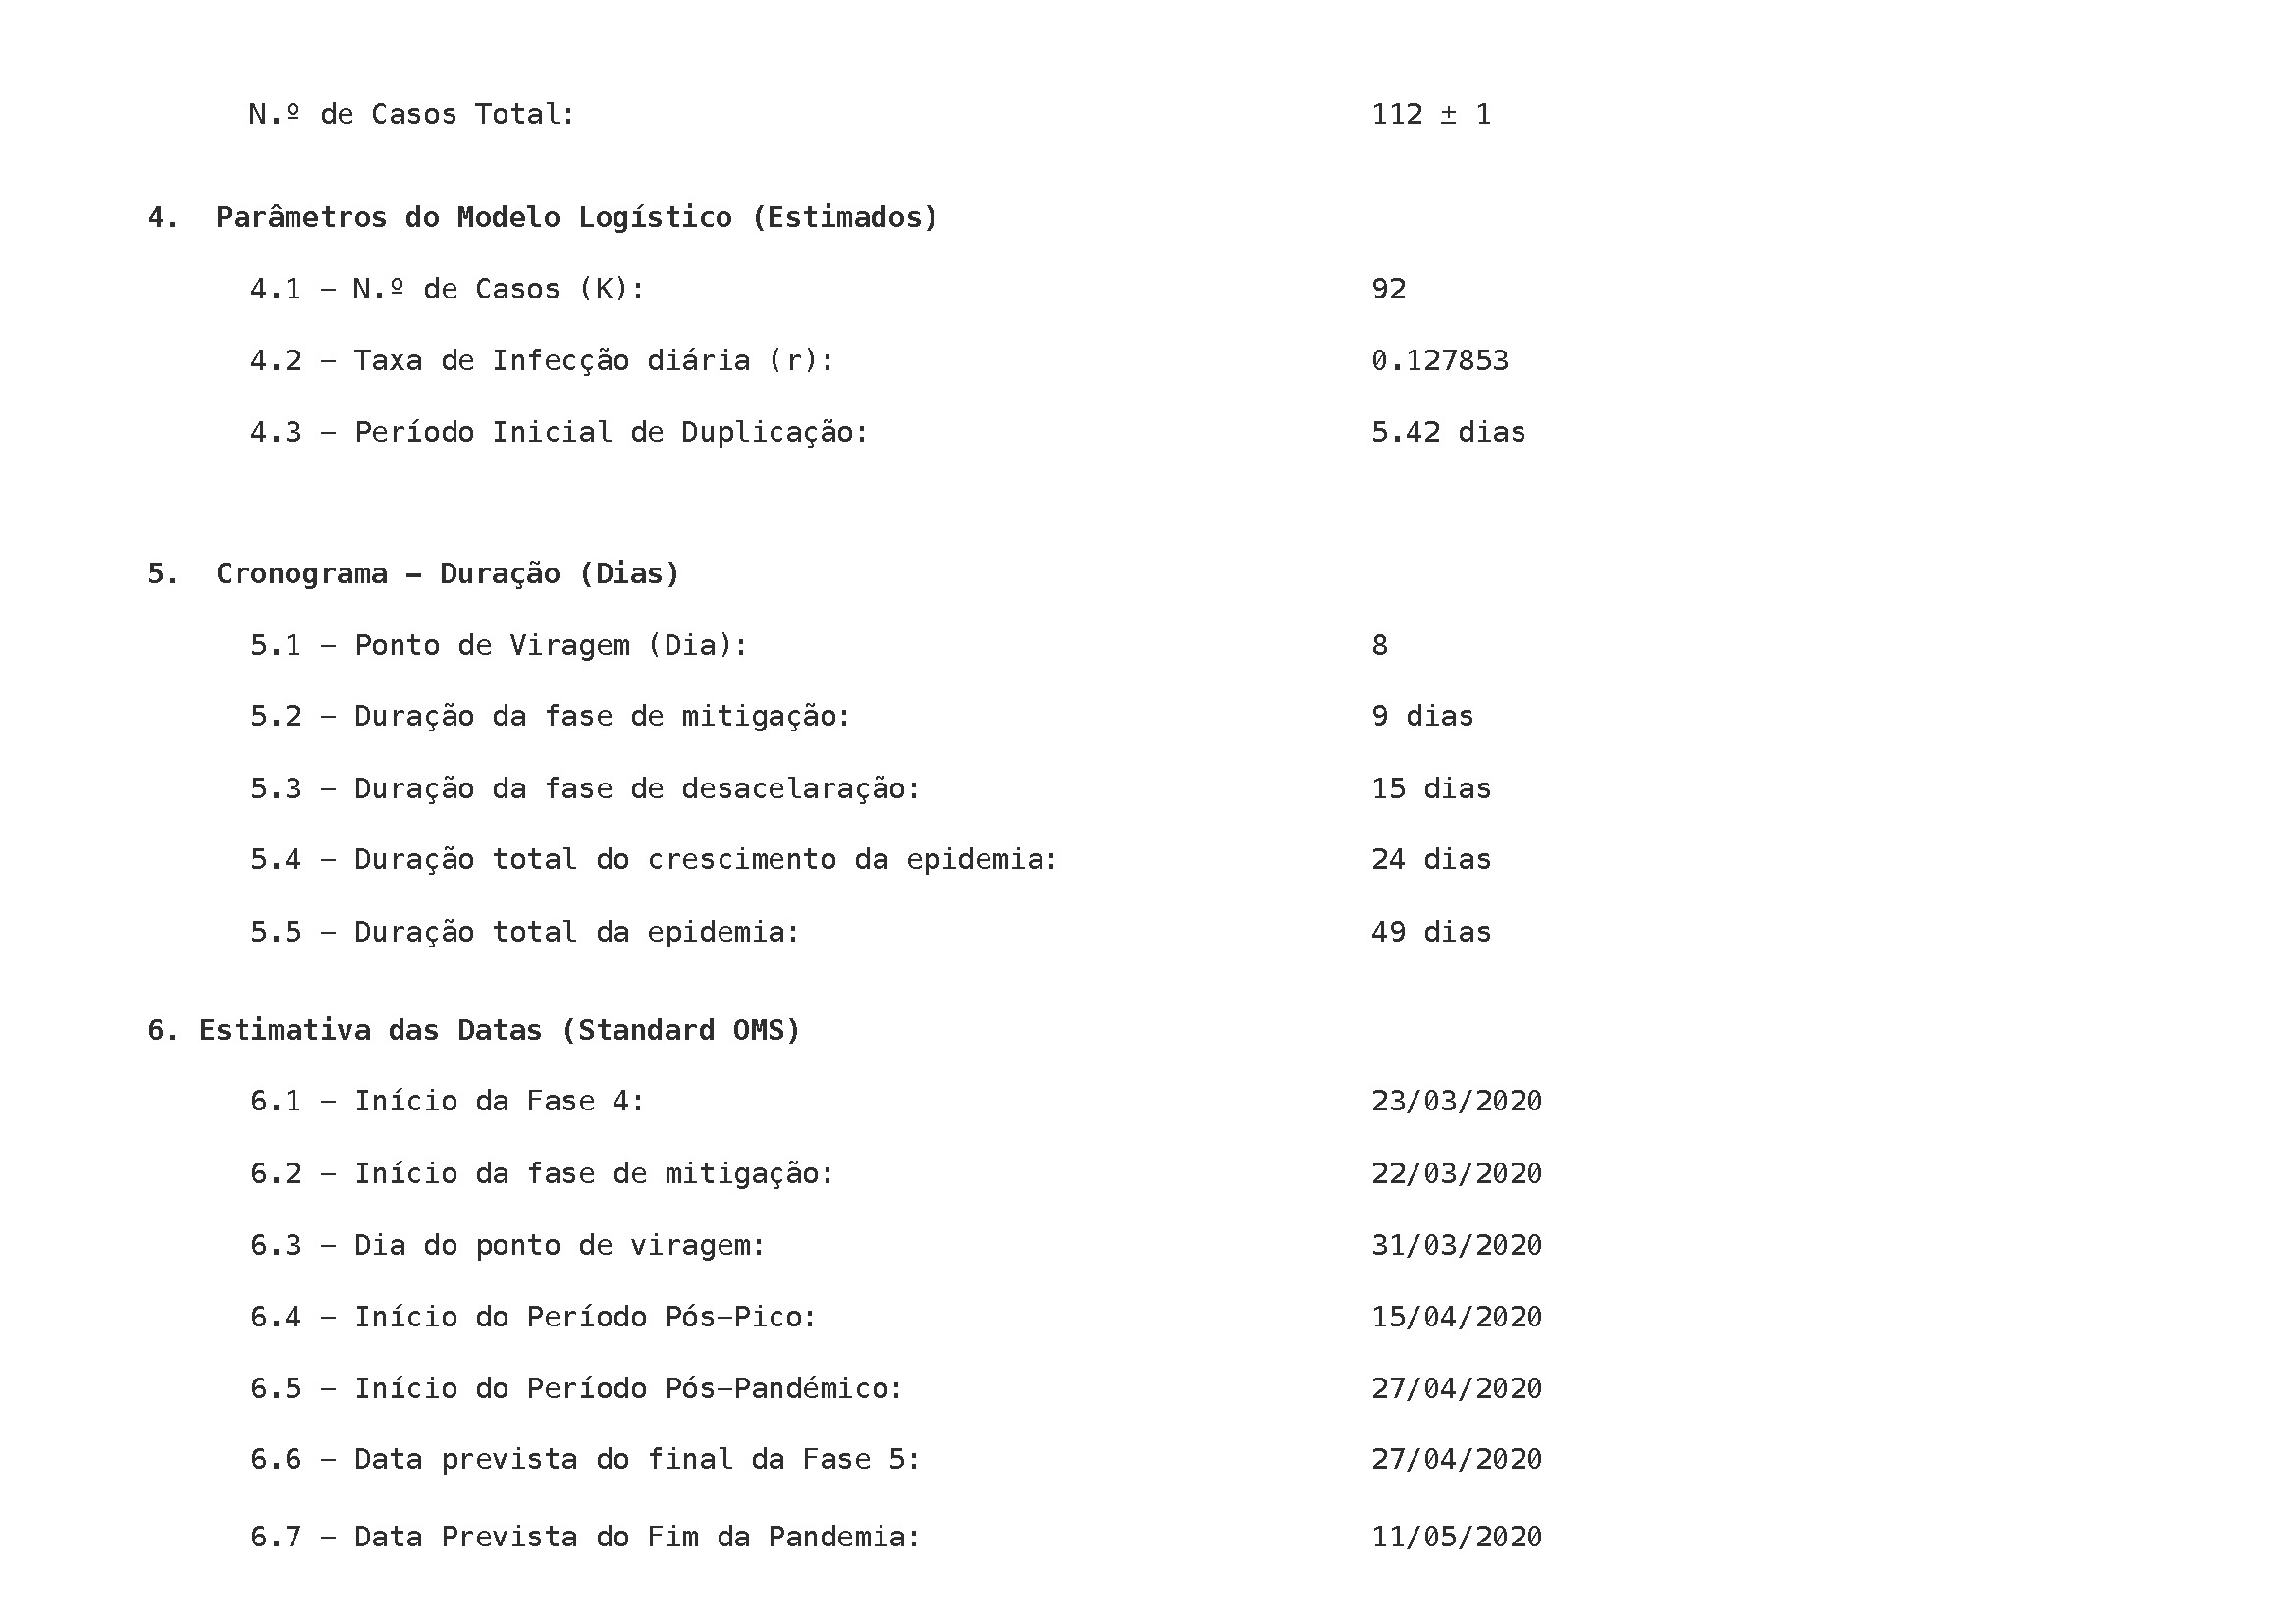 N.º de Casos Total: 112 ± 1
4. Parâmetros do Modelo Logístico (Estimados)
4.1 – N.º de Casos (K): 92
4.2 – Taxa de Infecção diária (r): 0.127853
4.3 – Período Inicial de Duplicação: 5.42 dias
5. Cronograma – Duração (Dias)
5.1 – Ponto de Viragem (Dia): 8
5.2 – Duração da fase de mitigação: 9 dias
5.3 – Duração da fase de desacelaração: 15 dias
5.4 – Duração total do crescimento da epidemia: 24 dias
5.5 – Duração total da epidemia: 49 dias
6. Estimativa das Datas (Standard OMS)
6.1 – Início da Fase 4: 23/03/2020
6.2 – Início da fase de mitigação: 22/03/2020
6.3 – Dia do ponto de viragem: 31/03/2020
6.4 – Início do Período Pós–Pico: 15/04/2020
6.5 – Início do Período Pós–Pandémico: 27/04/2020
6.6 – Data prevista do final da Fase 5: 27/04/2020
6.7 – Data Prevista do Fim da Pandemia: 11/05/2020